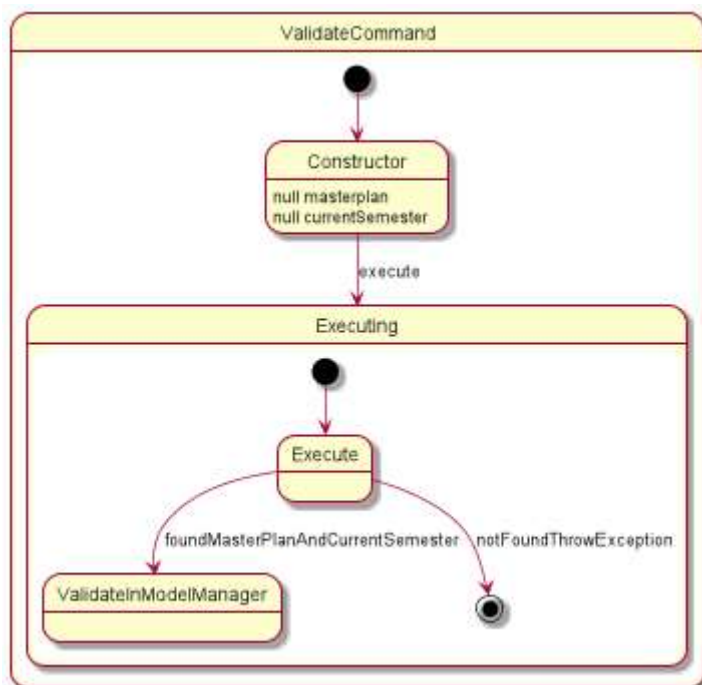 ValidateCommand
Constructor
null masterplan
null currentSemester
execute
Executing
Execute
foundMasterPlanAndCurrentSemester
notFoundThrowException
ValidateInModelManager